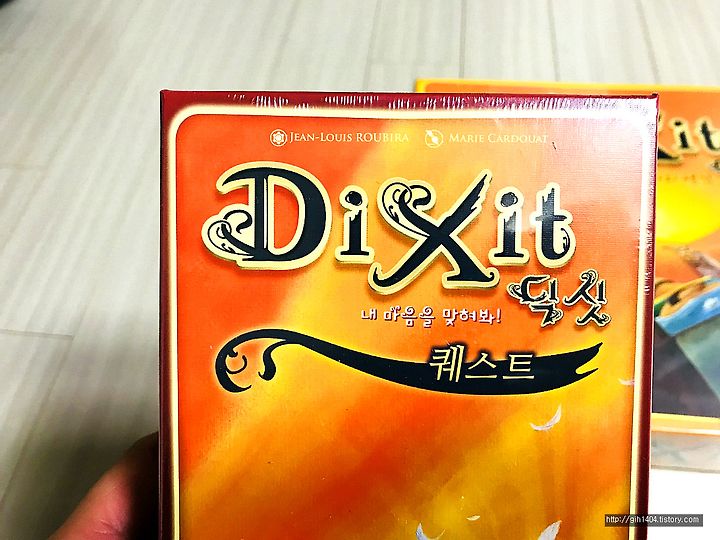 JEAN-LOUIS ROUBIRA MARIE CARDOUAT
DiXit
딕싯
내 마음을 맞혀봐!
퀘스트
Xit
http://gih1404.tistory.com